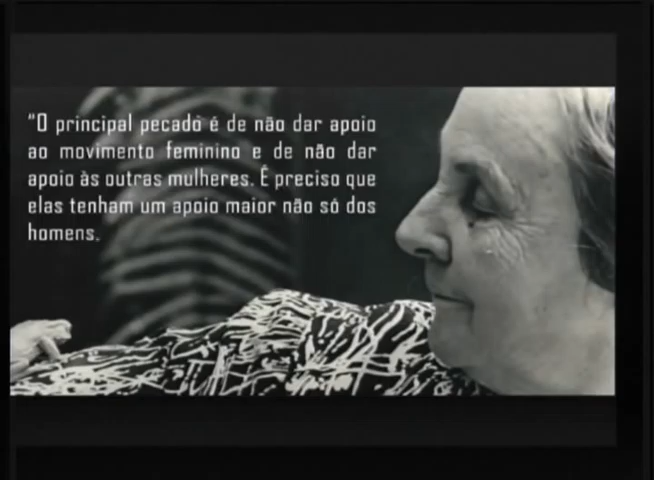 "O principal pecado é de não dar apoio
ao movimento feminino e de não dar
apoio às outras mulheres. É preciso que
elas tenham um apoio maior não só dos
homens.